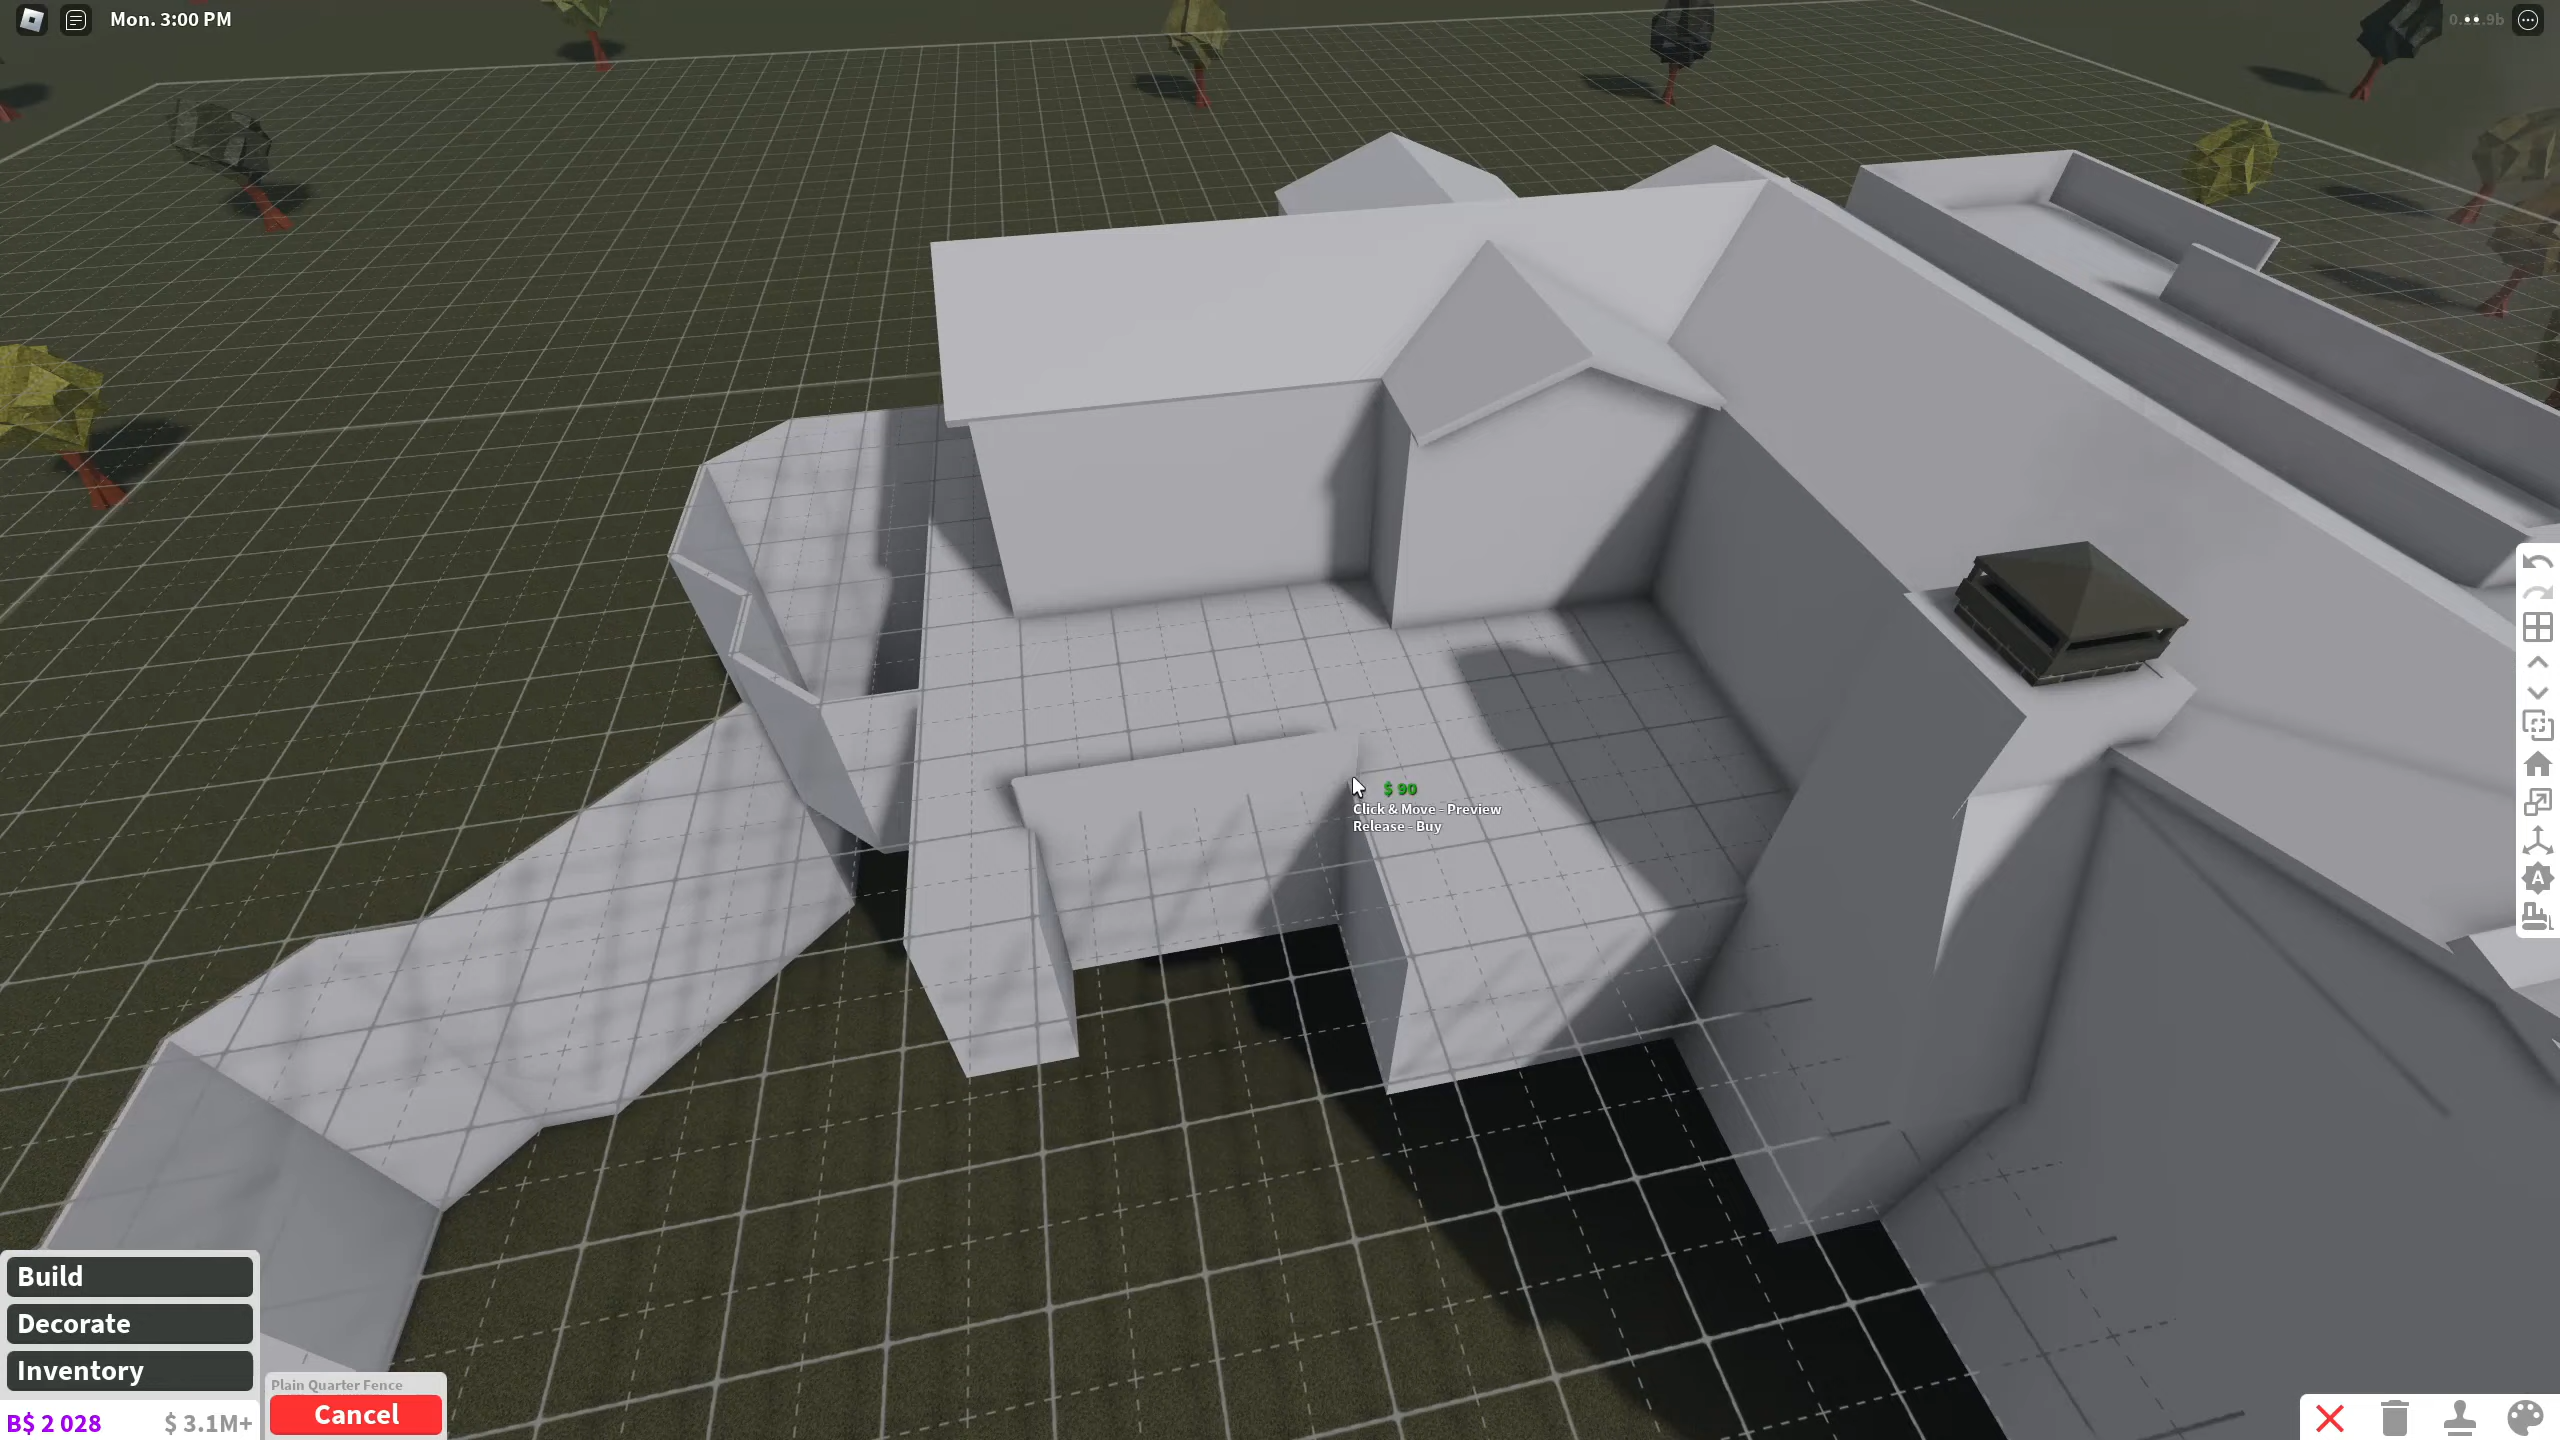 Mon. 3:00 PM
$ 90
Click & Move - Preview
Release - Buy
A
Build
Decorate
Inventory
Plain Quarter Fence
Cancel
B$ 2 028
$ 3.1M+